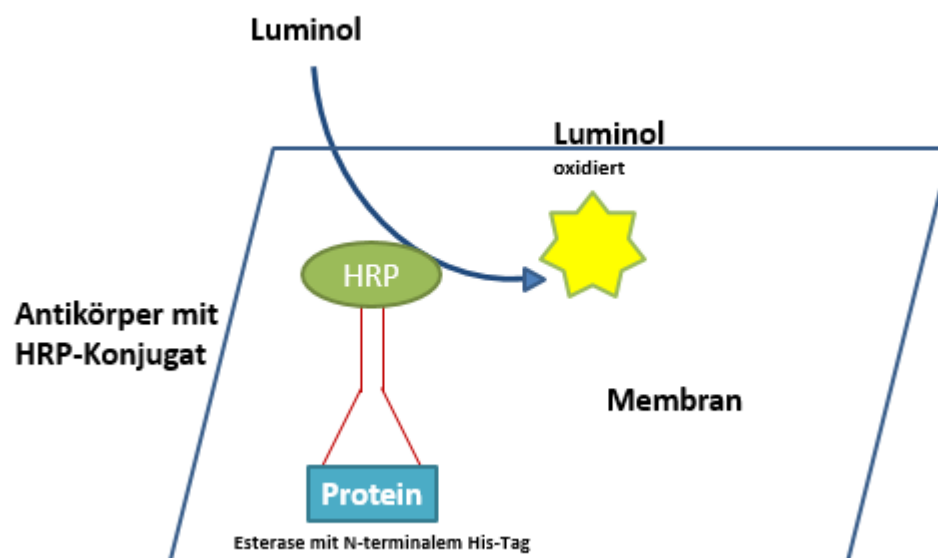 Luminol
Luminol
oxidiert
HRP
Antikörper mit
HRP-Konjugat
Membran
Protein
Esterase mit N-terminalem His-Tag